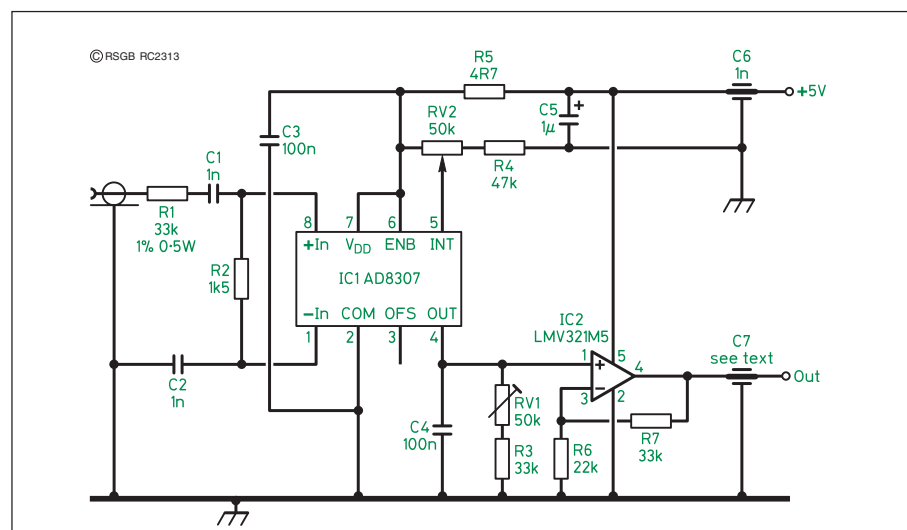 © RSGB RC2313
R5
4R7
C6
1n
+5V
RV2
50k
C5
1µ
+
C3
100n
R4
47k
C1
1n
R1
33k
1% 0·5W
8
7
6
5
+In
VDD
ENB
INT
R2
1k5
IC1 AD8307
−In
COM
OFS
OUT
1
2
3
4
IC2
LMV321M5
C7
see text
1
+
5
4
Out
3
−
2
C2
1n
RV1
50k
C4
100n
R3
33k
R6
22k
R7
33k